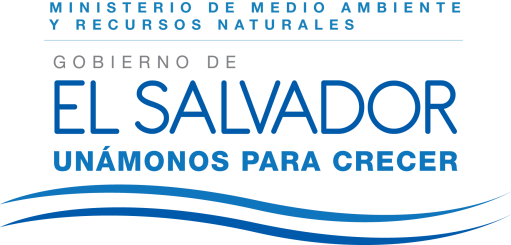 MINISTERIO DE MEDIO AMBIENTE
Y RECURSOS NATURALES
GOBIERNO DE
EL SALVADOR
UNÁMONOS PARA CRECER